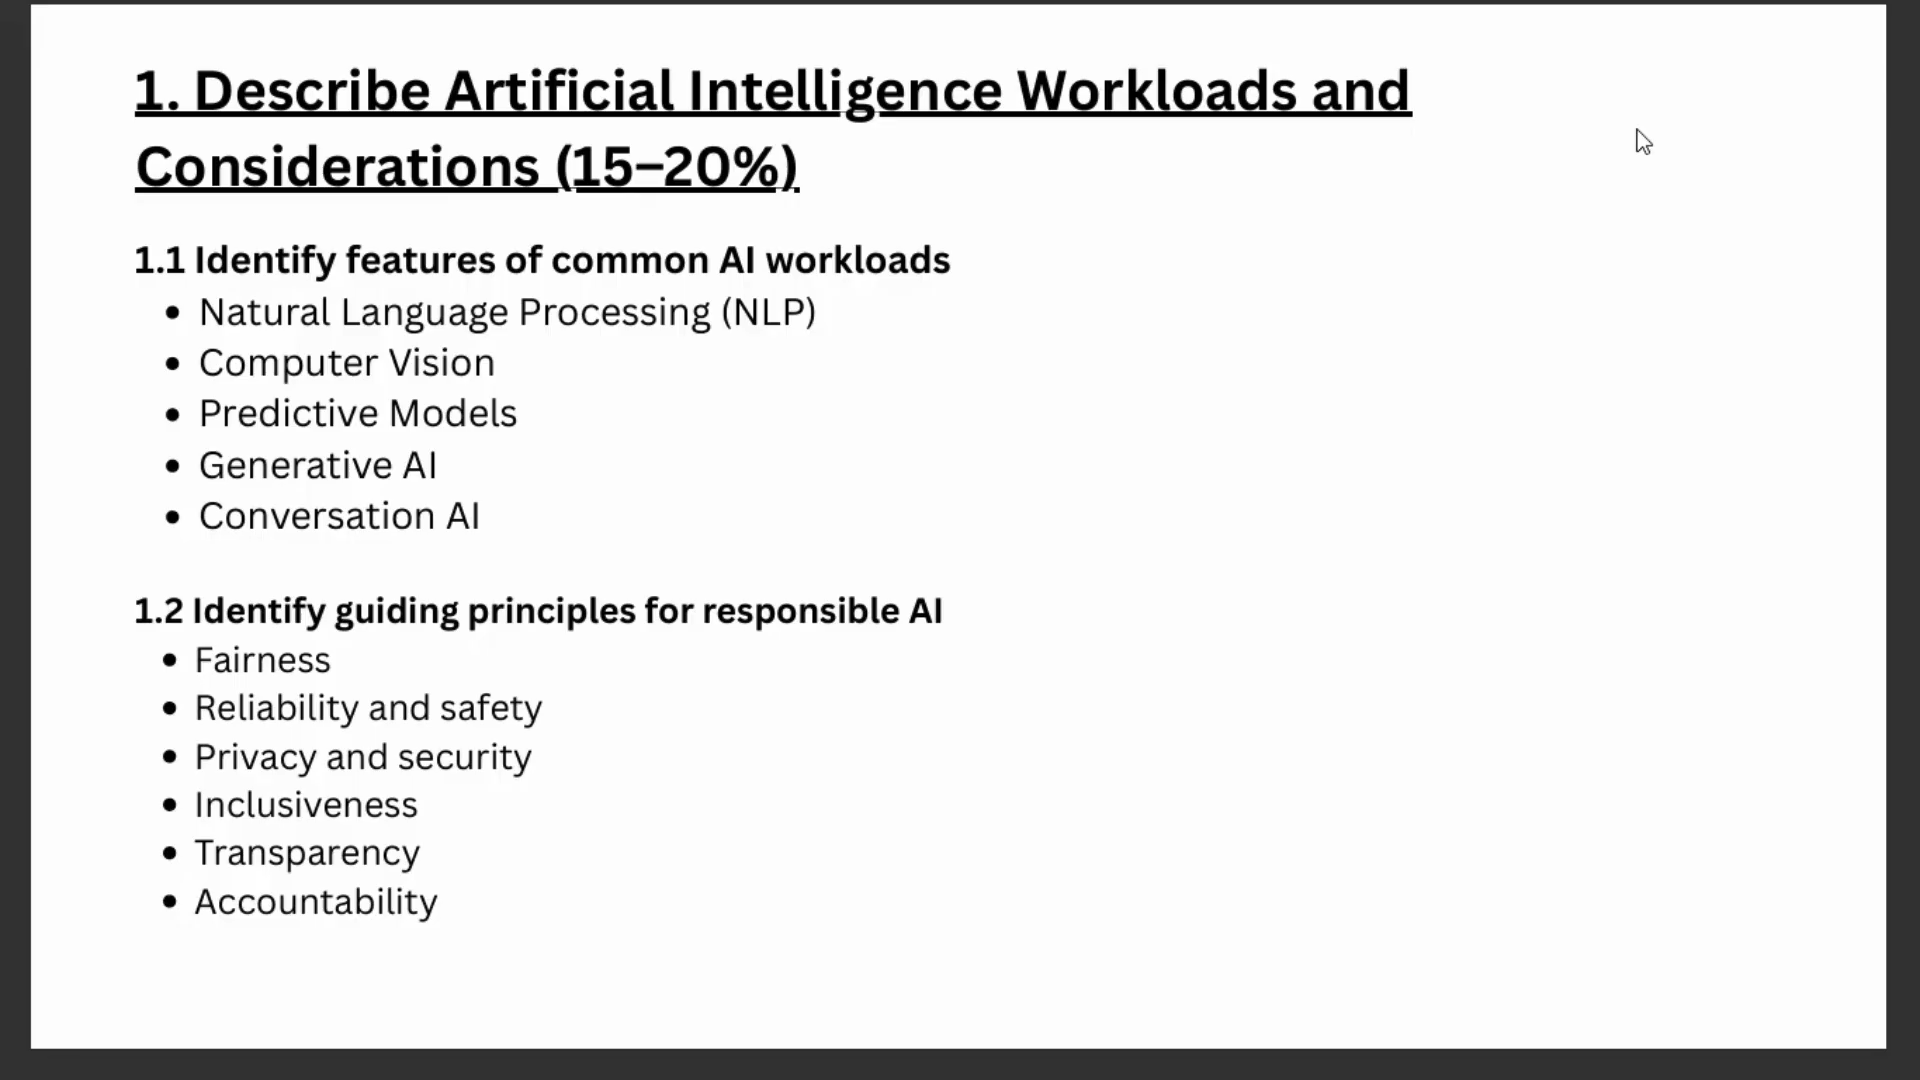 1. Describe Artificial Intelligence Workloads and
Considerations (15–20%)
1.1 Identify features of common AI workloads
• Natural Language Processing (NLP)
• Computer Vision
• Predictive Models
• Generative AI
• Conversation AI
1.2 Identify guiding principles for responsible AI
• Fairness
• Reliability and safety
• Privacy and security
• Inclusiveness
• Transparency
• Accountability